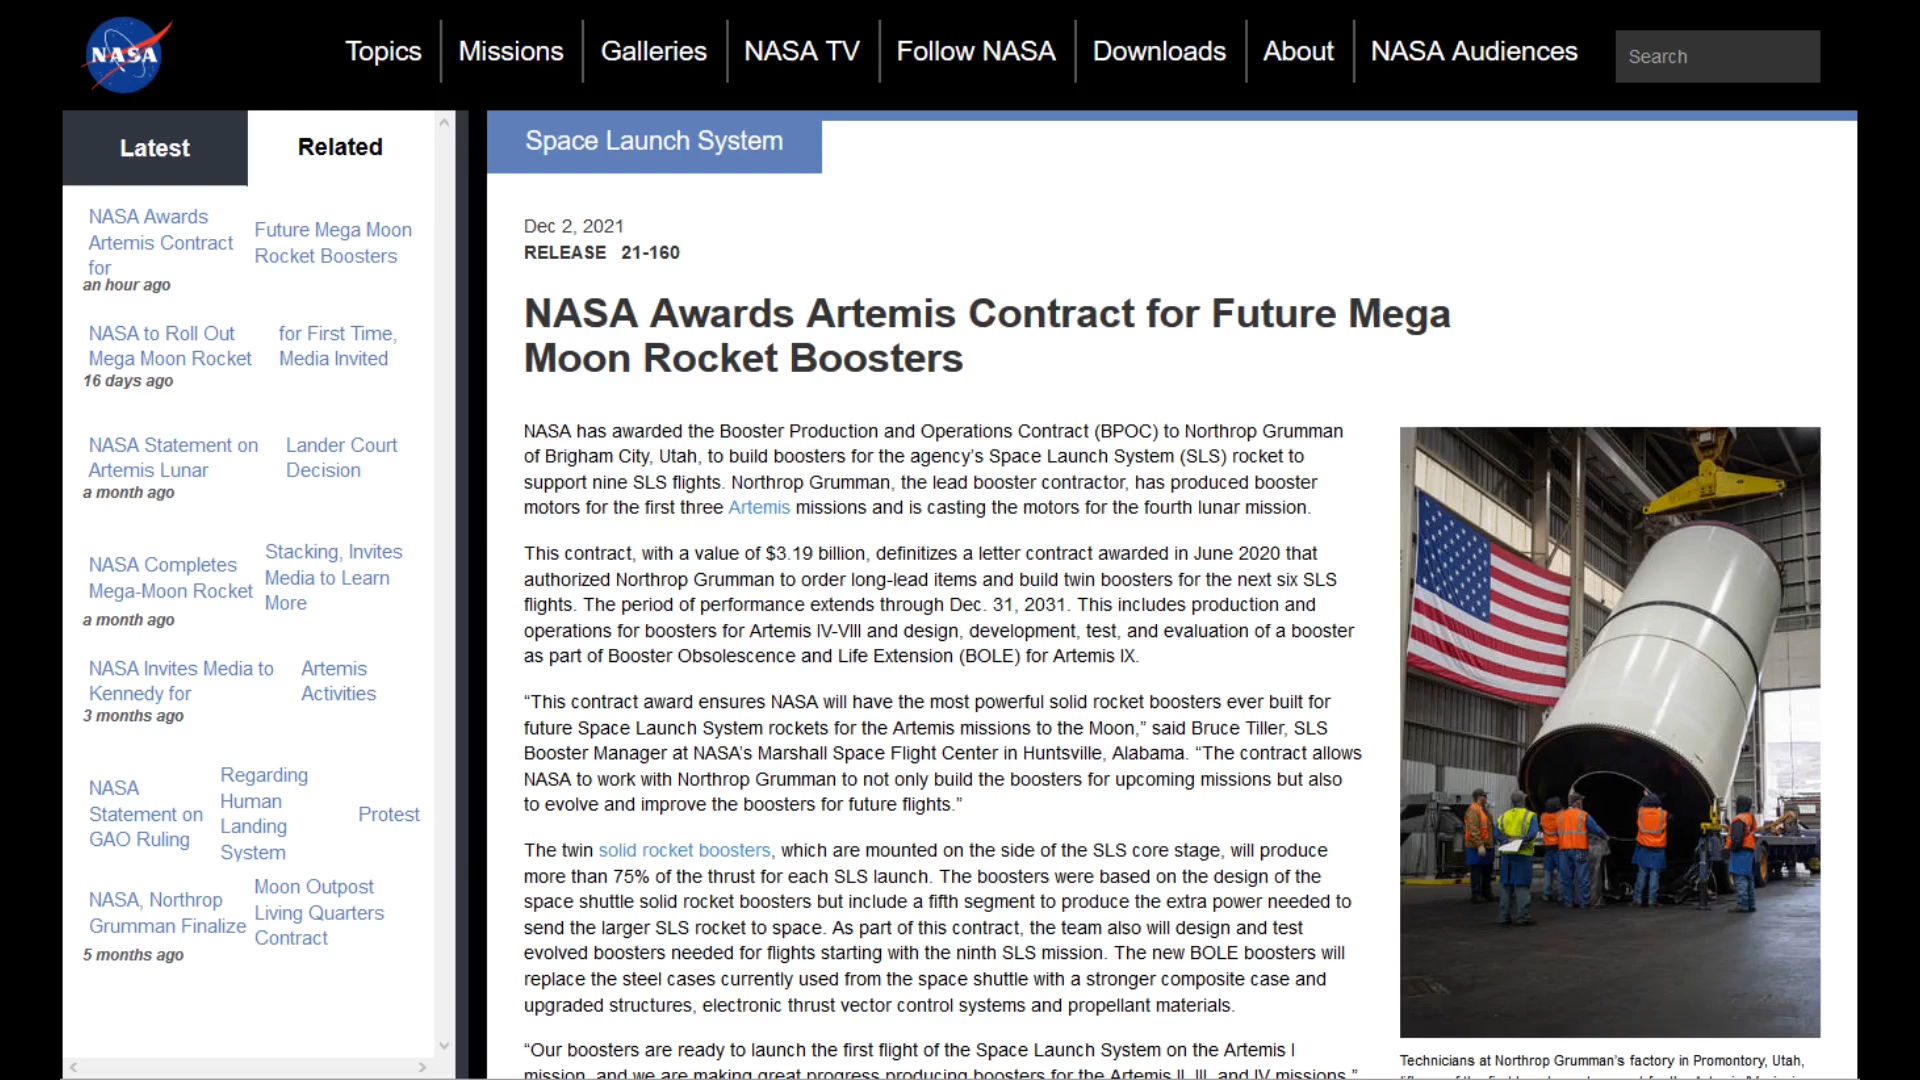 NASA
Topics
Missions
Galleries
NASA TV
Follow NASA
Downloads
About
NASA Audiences
Search
Latest
Related
NASA Awards
Artemis Contract
for
Future Mega Moon
Rocket Boosters
an hour ago
NASA to Roll Out
Mega Moon Rocket
for First Time,
Media Invited
16 days ago
NASA Statement on
Artemis Lunar
Lander Court
Decision
a month ago
NASA Completes
Mega-Moon Rocket
Stacking, Invites
Media to Learn
More
a month ago
NASA Invites Media to
Kennedy for
Artemis
Activities
3 months ago
NASA
Statement on
GAO Ruling
Regarding
Human
Landing
System
Protest
NASA, Northrop
Grumman Finalize
Moon Outpost
Living Quarters
Contract
5 months ago
Space Launch System
Dec 2, 2021
RELEASE 21-160
NASA Awards Artemis Contract for Future Mega
Moon Rocket Boosters
NASA has awarded the Booster Production and Operations Contract (BPOC) to Northrop Grumman
of Brigham City, Utah, to build boosters for the agency's Space Launch System (SLS) rocket to
support nine SLS flights. Northrop Grumman, the lead booster contractor, has produced booster
motors for the first three Artemis missions and is casting the motors for the fourth lunar mission.
This contract, with a value of $3.19 billion, definitizes a letter contract awarded in June 2020 that
authorized Northrop Grumman to order long-lead items and build twin boosters for the next six SLS
flights. The period of performance extends through Dec. 31, 2031. This includes production and
operations for boosters for Artemis IV-VIII and design, development, test, and evaluation of a booster
as part of Booster Obsolescence and Life Extension (BOLE) for Artemis IX.
“This contract award ensures NASA will have the most powerful solid rocket boosters ever built for
future Space Launch System rockets for the Artemis missions to the Moon,” said Bruce Tiller, SLS
Booster Manager at NASA's Marshall Space Flight Center in Huntsville, Alabama. “The contract allows
NASA to work with Northrop Grumman to not only build the boosters for upcoming missions but also
to evolve and improve the boosters for future flights.”
The twin solid rocket boosters, which are mounted on the side of the SLS core stage, will produce
more than 75% of the thrust for each SLS launch. The boosters were based on the design of the
space shuttle solid rocket boosters but include a fifth segment to produce the extra power needed to
send the larger SLS rocket to space. As part of this contract, the team also will design and test
evolved boosters needed for flights starting with the ninth SLS mission. The new BOLE boosters will
replace the steel cases currently used from the space shuttle with a stronger composite case and
upgraded structures, electronic thrust vector control systems and propellant materials.
“Our boosters are ready to launch the first flight of the Space Launch System on the Artemis I
mission, and we are making great progress producing boosters for the Artemis II, III, and IV missions,”
Technicians at Northrop Grumman's factory in Promontory, Utah,